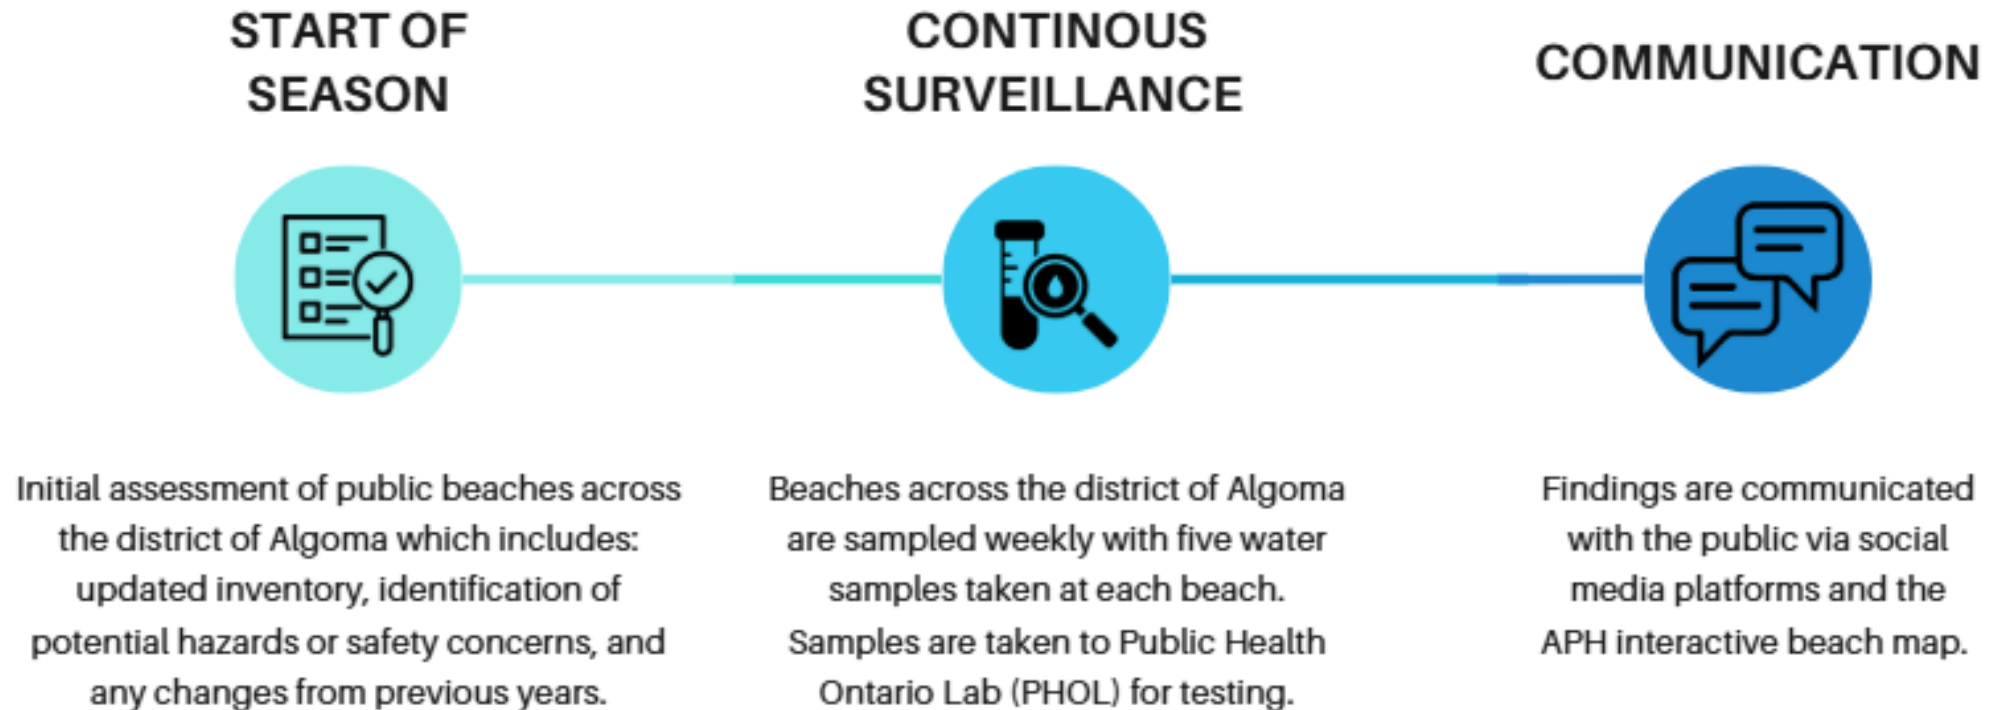 START OF
SEASON
Initial assessment of public beaches across
the district of Algoma which includes:
updated inventory, identification of
potential hazards or safety concerns, and
any changes from previous years.
CONTINOUS
SURVEILLANCE
Beaches across the district of Algoma
are sampled weekly with five water
samples taken at each beach.
Samples are taken to Public Health
Ontario Lab (PHOL) for testing.
COMMUNICATION
Findings are communicated
with the public via social
media platforms and the
APH interactive beach map.